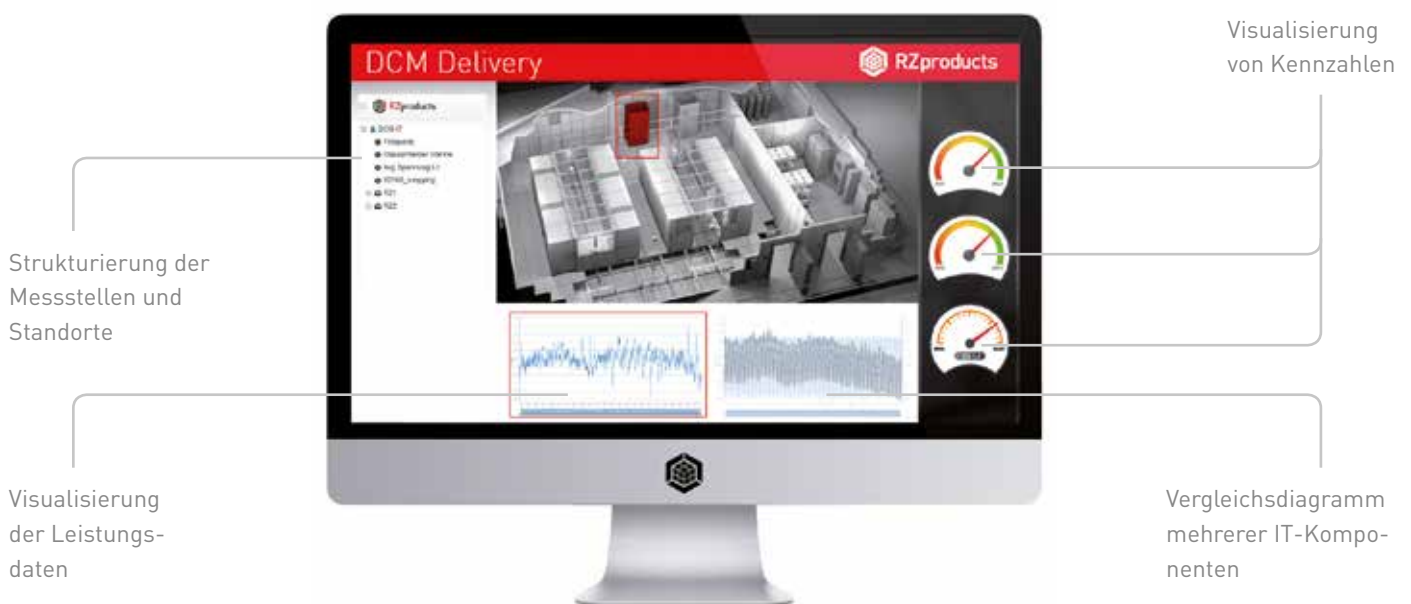 Visualisierung
von Kennzahlen
DCM Delivery
RZproducts
RZproducts
Strukturierung der
Messstellen und
Standorte
Visualisierung
der Leistungs-
daten
Vergleichsdiagramm
mehrerer IT-Kompo-
nenten